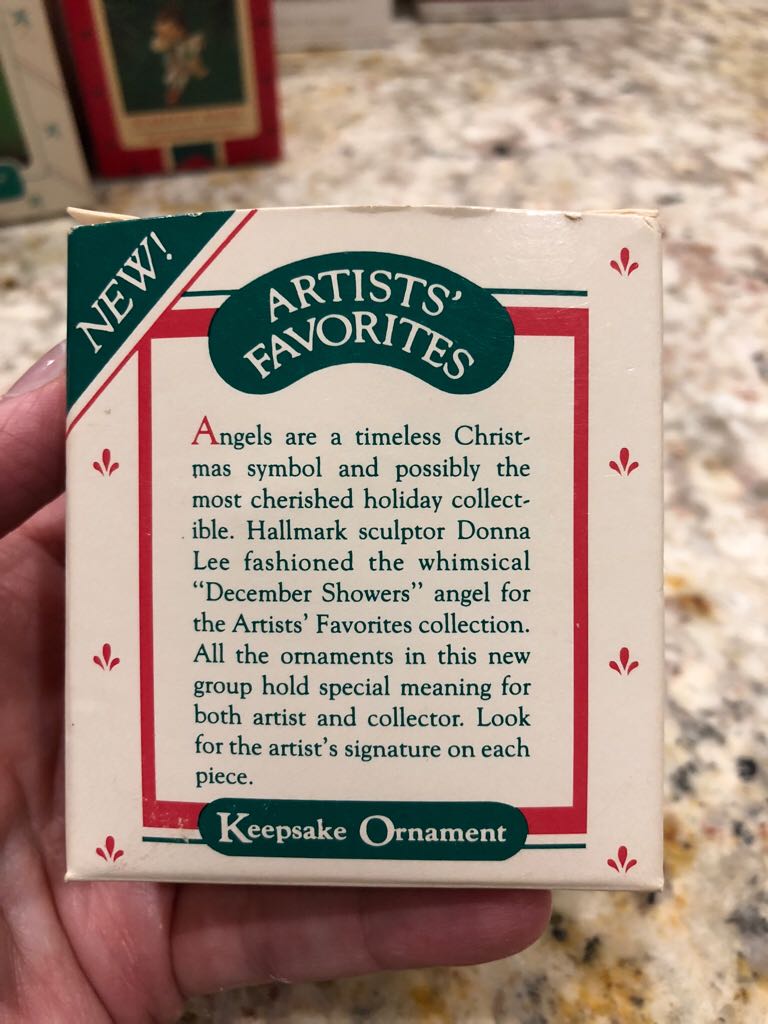 NEW!
ARTISTS'
FAVORITES
Angels are a timeless Christ-
mas symbol and possibly the
most cherished holiday collect-
ible. Hallmark sculptor Donna
Lee fashioned the whimsical
"December Showers" angel for
the Artists' Favorites collection.
All the ornaments in this new
group hold special meaning for
both artist and collector. Look
for the artist's signature on each
piece.
Keepsake Ornament